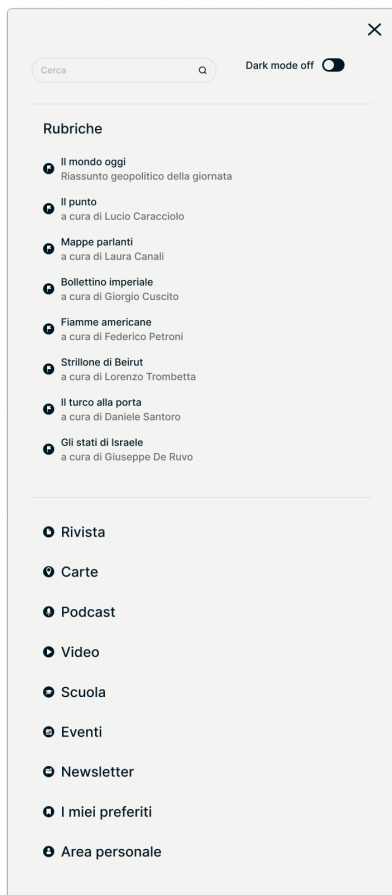 Cerca
Dark mode off
Rubriche
Il mondo oggi
Riassunto geopolitico della giornata
Il punto
a cura di Lucio Caracciolo
Mappe parlanti
a cura di Laura Canali
Bollettino imperiale
a cura di Giorgio Cuscito
Fiamme americane
a cura di Federico Petroni
Strillone di Beirut
a cura di Lorenzo Trombetta
Il turco alla porta
a cura di Daniele Santoro
Gli stati di Israele
a cura di Giuseppe De Ruvo
Rivista
Carte
Podcast
Video
Scuola
Eventi
Newsletter
I miei preferiti
Area personale